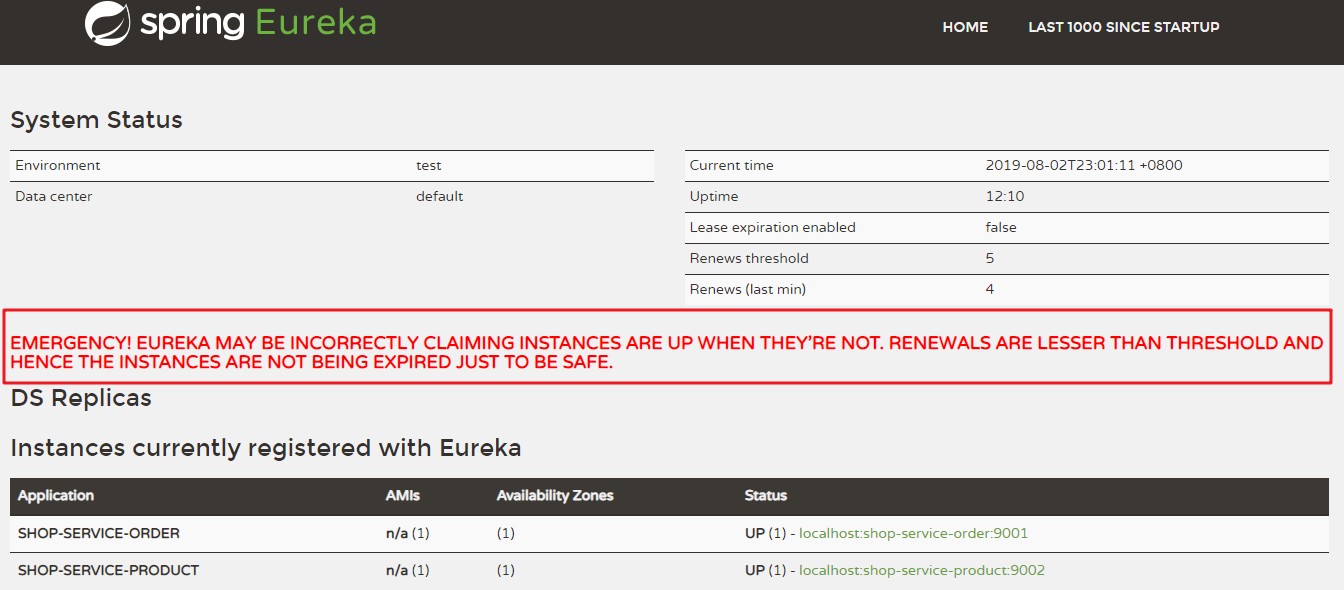 spring Eureka
HOME LAST 1000 SINCE STARTUP
System Status
Environment test
Data center default
Current time 2019-08-02T23:01:11 +0800
Uptime 12:10
Lease expiration enabled false
Renews threshold 5
Renews (last min) 4
EMERGENCY! EUREKA MAY BE INCORRECTLY CLAIMING INSTANCES ARE UP WHEN THEY'RE NOT. RENEWALS ARE LESSER THAN THRESHOLD AND
HENCE THE INSTANCES ARE NOT BEING EXPIRED JUST TO BE SAFE.
DS Replicas
Instances currently registered with Eureka
Application AMIs Availability Zones Status
SHOP-SERVICE-ORDER n/a (1) (1) UP (1) - localhost:shop-service-order:9001
SHOP-SERVICE-PRODUCT n/a (1) (1) UP (1) - localhost:shop-service-product:9002